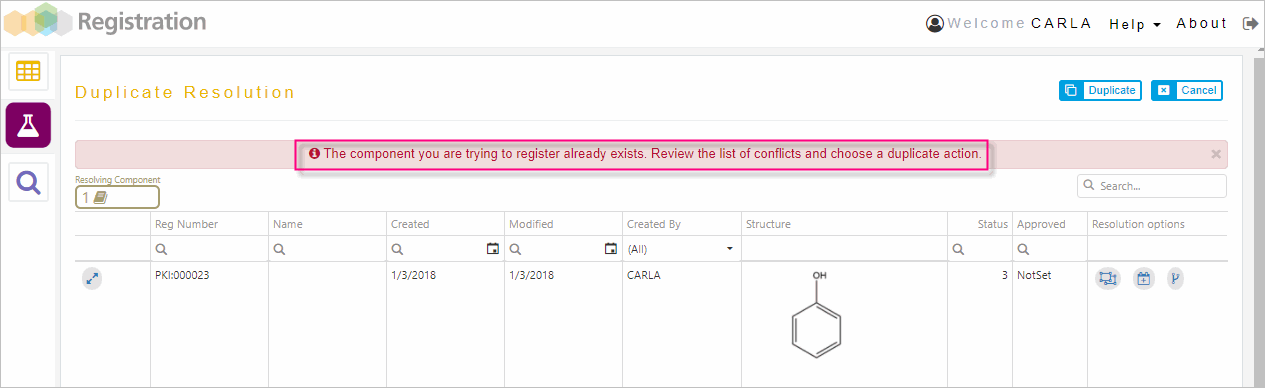 Registration
Welcome CARLA Help About
Duplicate Resolution
Duplicate Cancel
The component you are trying to register already exists. Review the list of conflicts and choose a duplicate action.
Resolving Component
1
Search...
Reg Number Name Created Modified Created By Structure Status Approved Resolution options
(All)
PKI:000023 1/3/2018 1/3/2018 CARLA 3 NotSet
OH